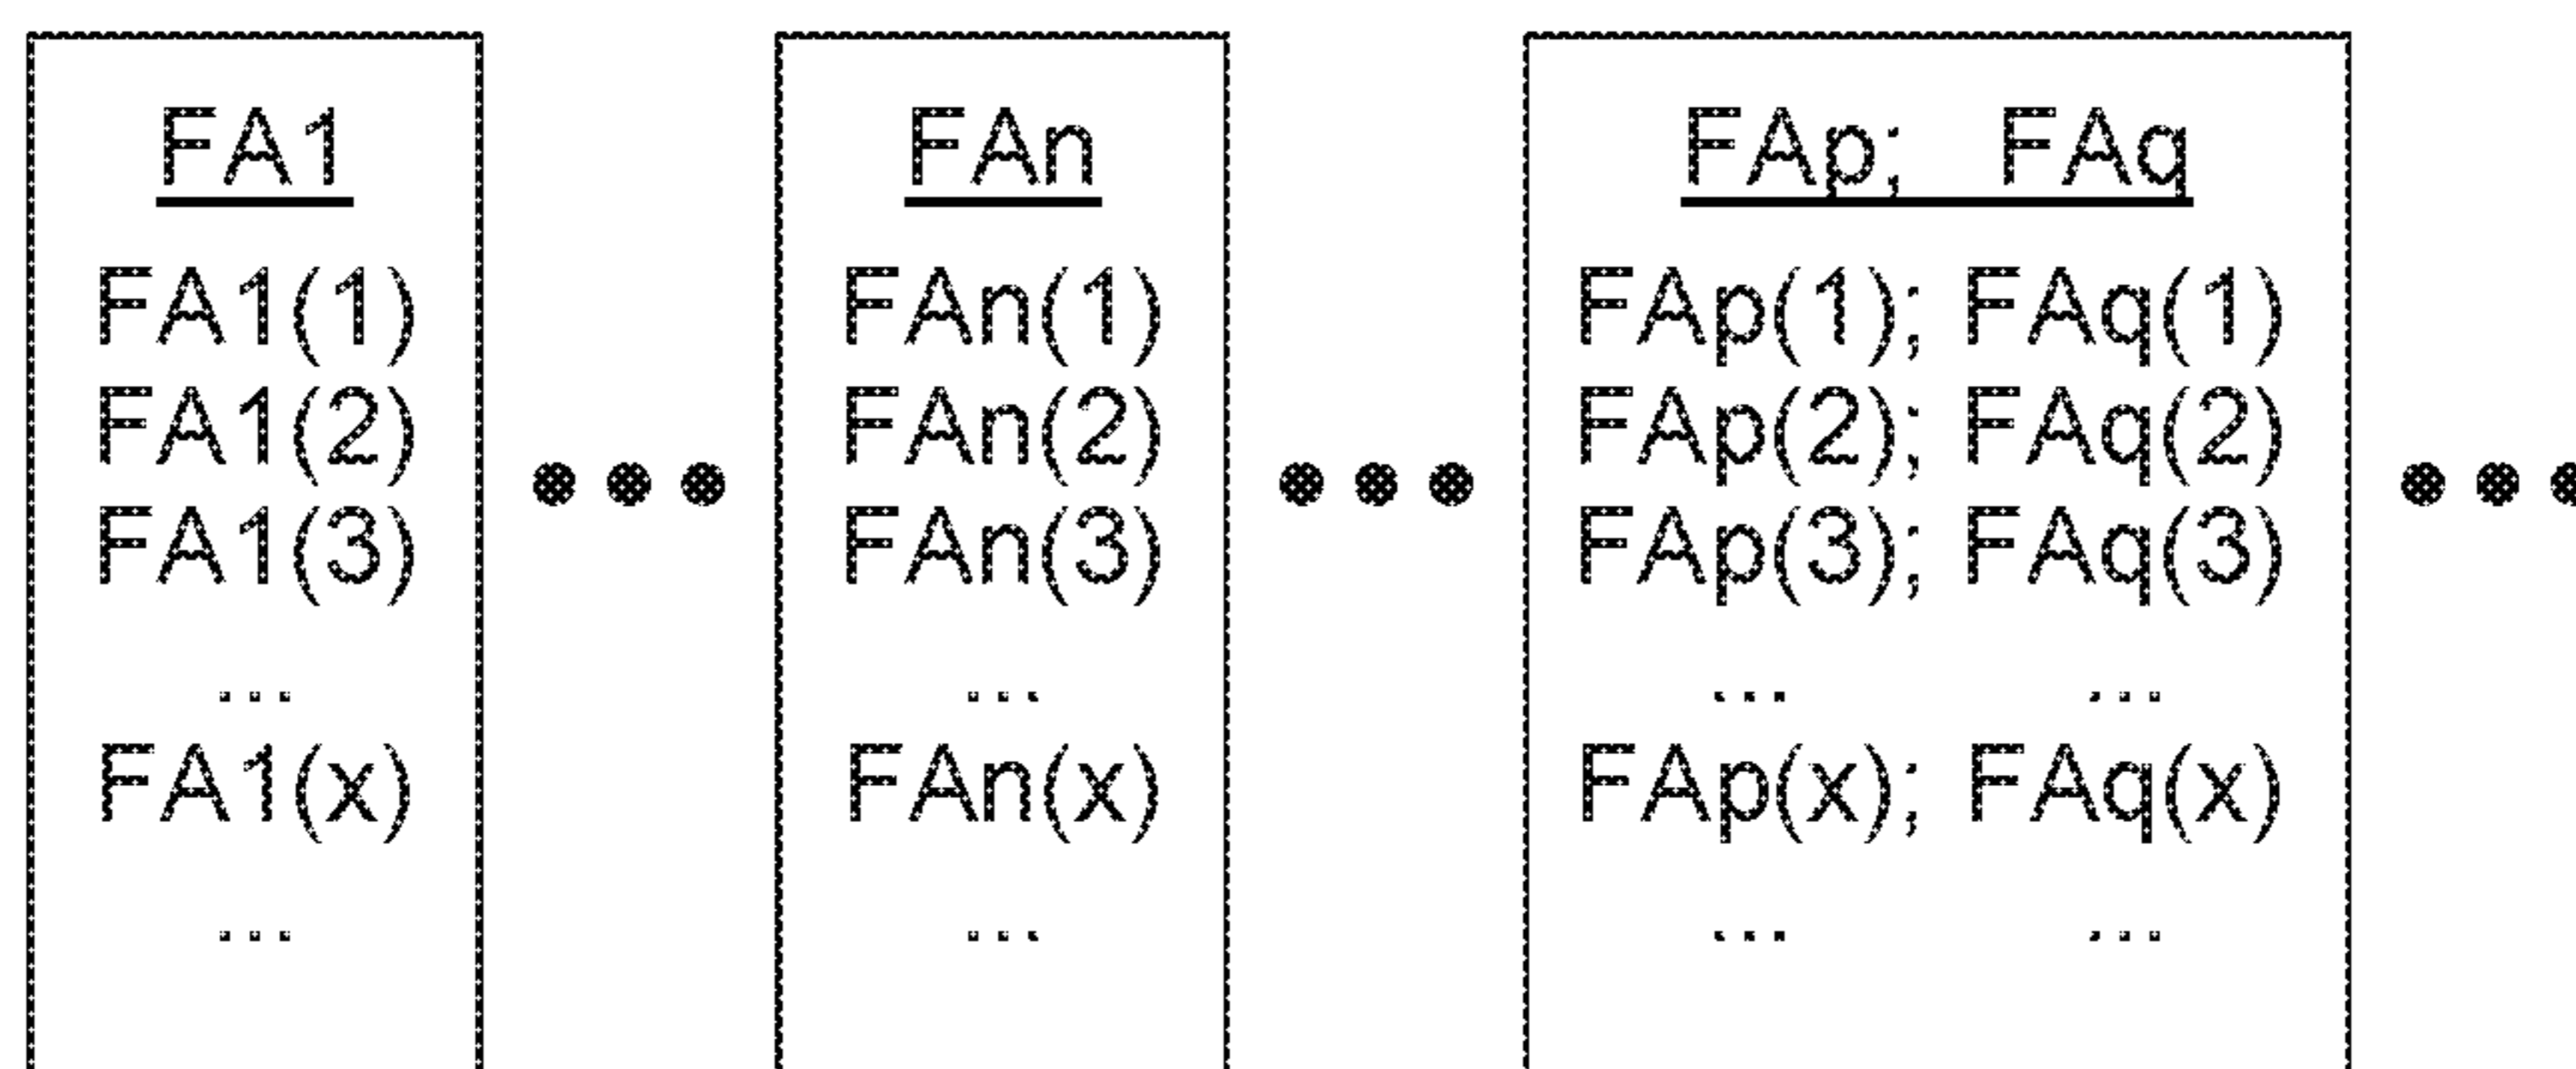 FA1
FA1(1)
FA1(2)
FA1(3)
...
FA1(x)
...
●●●
FAn
FAn(1)
FAn(2)
FAn(3)
...
FAn(x)
...
●●●
FAp; FAq
FAp(1); FAq(1)
FAp(2); FAq(2)
FAp(3); FAq(3)
... ...
FAp(x); FAq(x)
... ...
●●●